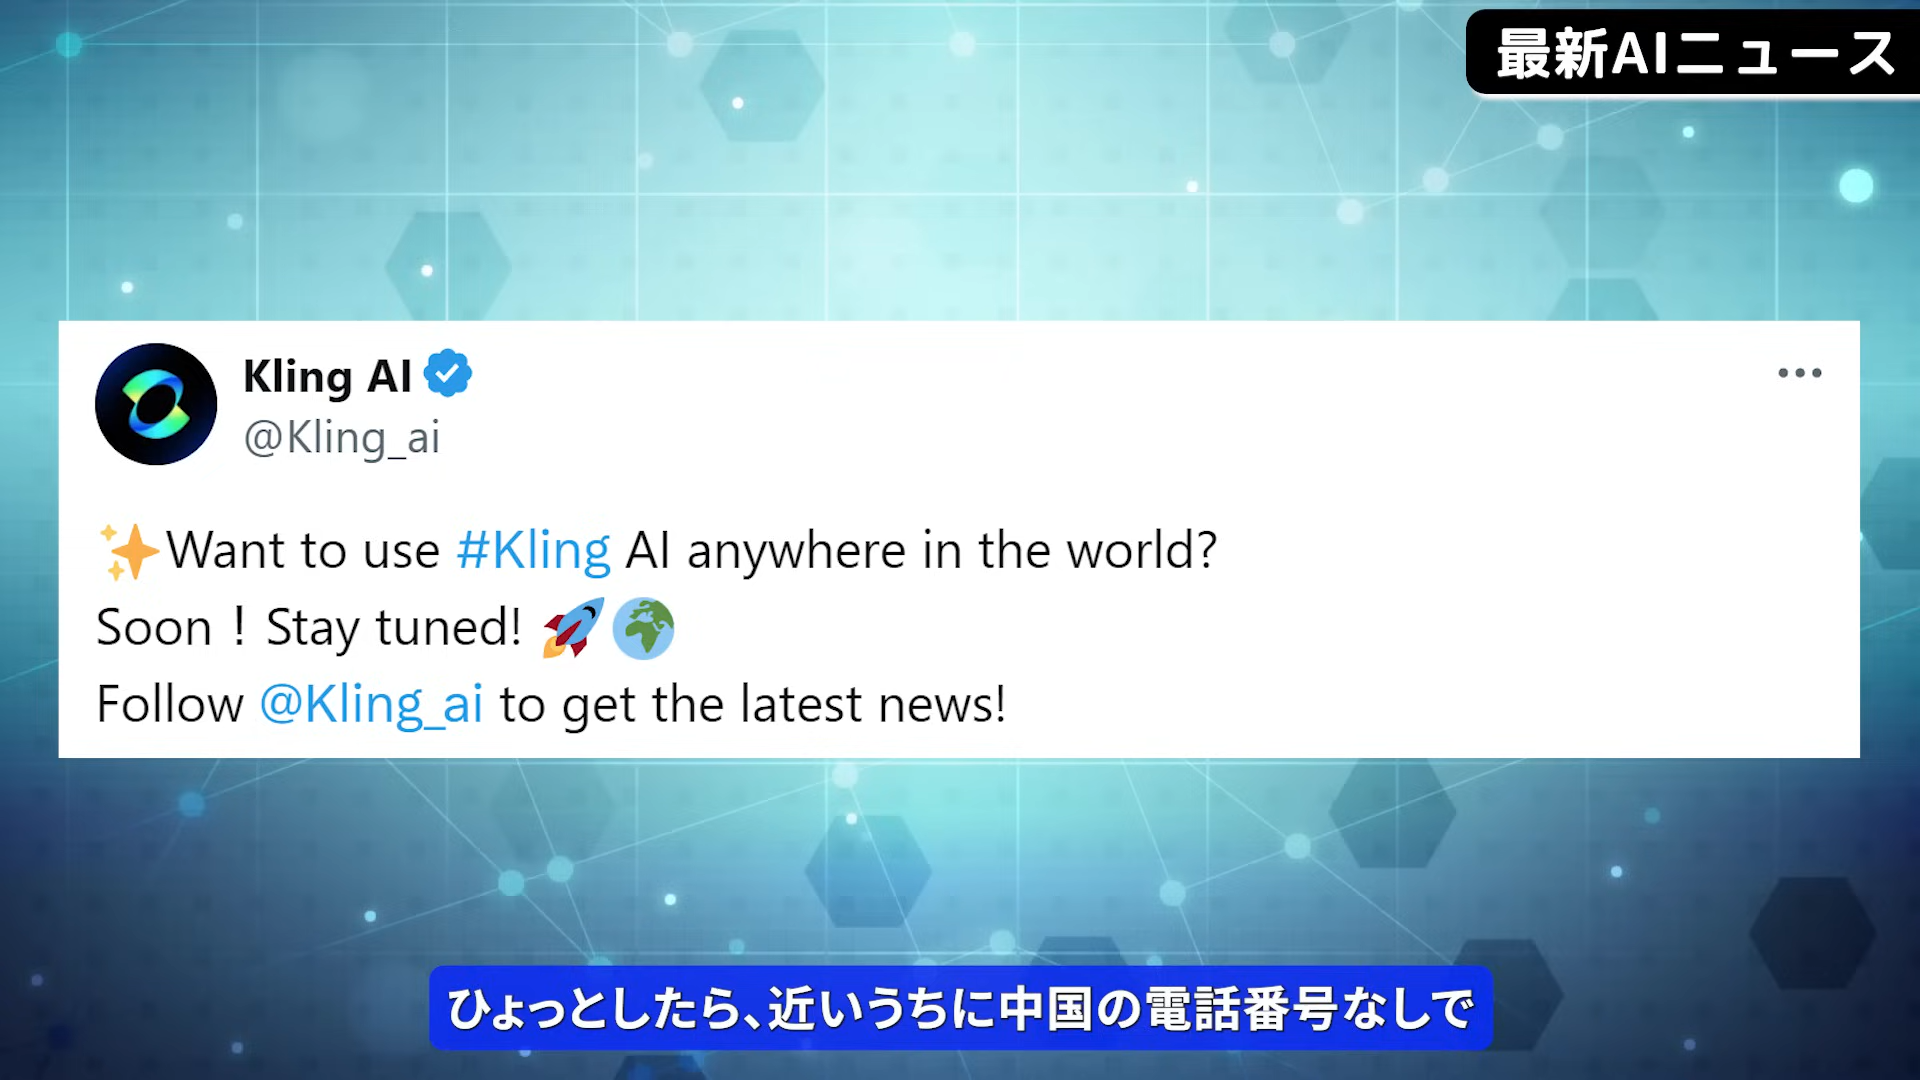 最新AIニュース
Kling AI
@Kling_ai
✨Want to use #Kling AI anywhere in the world?
Soon！Stay tuned! 🚀🌍
Follow @Kling_ai to get the latest news!
ひょっとしたら、近いうちに中国の電話番号なしで